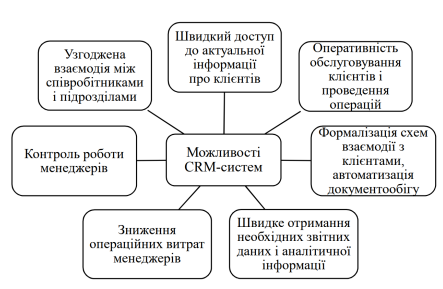 Швидкий доступ
до актуальної
інформації
про клієнтів
Узгоджена
взаємодія між
співробітниками
і підрозділами
Оперативність
обслуговування
клієнтів і
проведення
операцій
Контроль роботи
менеджерів
Можливості
CRM-систем
Формалізація схем
взаємодії з
клієнтами,
автоматизація
документообігу
Зниження
операційних витрат
менеджерів
Швидке отримання
необхідних звітних
даних і аналітичної
інформації